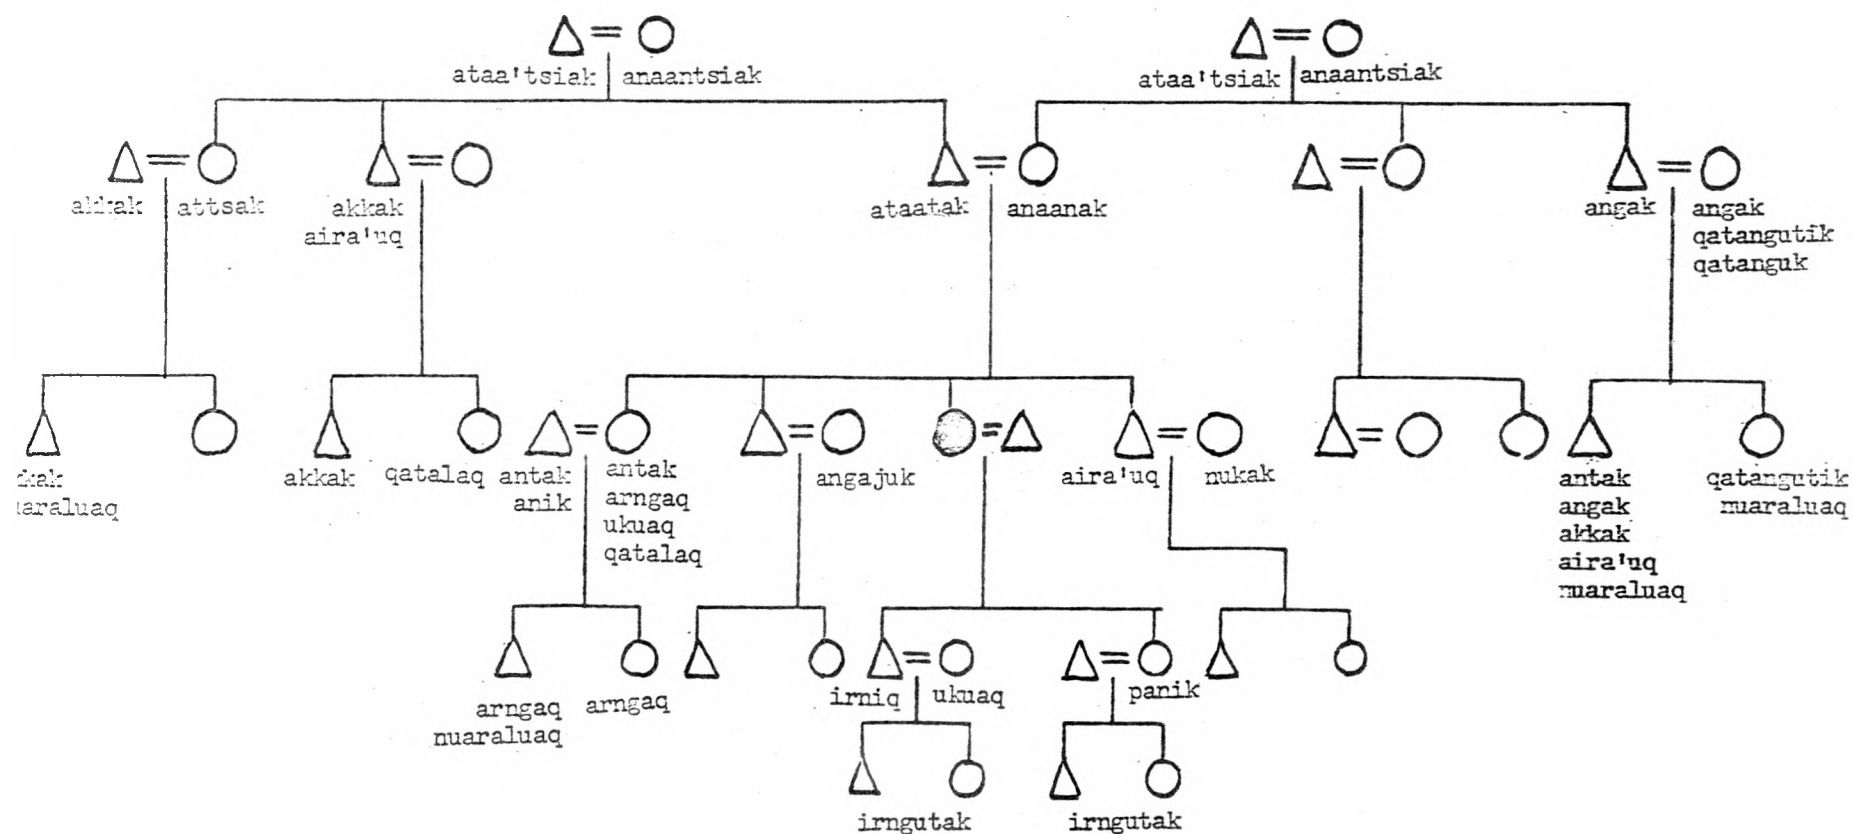 ataa'tsiak anaantsiak
ataa'tsiak anaantsiak
akkak attsak
akkak
aira'uq
ataatak anaanak
angak
angak
qatangutik
qatanguk
akkak qatalaq
antak
anik
antak
arngaq
ukuaq
qatalaq
angajuk
aira'uq nukak
antak
angak
akkak
aira'uq
nuaraluaq
qatangutik
nuaraluaq
arngaq
nuaraluaq
arngaq
irniq ukuaq
panik
irngutak
irngutak